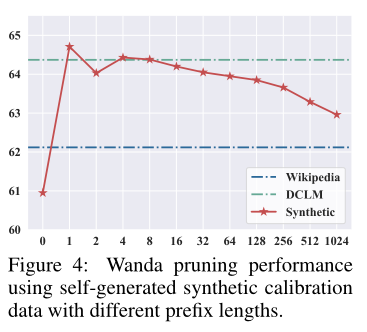 65
64
63
62
61
60
0 1 2 4 8 16 32 64 128 256 512 1024
Wikipedia
DCLM
Synthetic
Figure 4: Wanda pruning performance
using self-generated synthetic calibration
data with different prefix lengths.